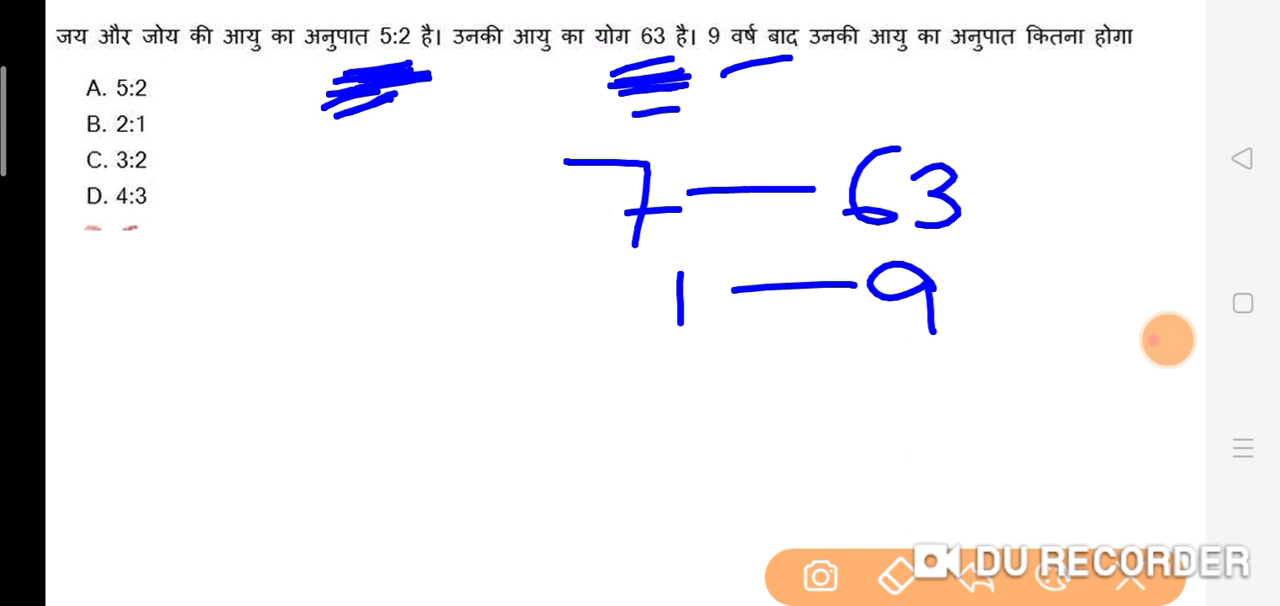 जय और जोय की आयु का अनुपात 5:2 है। उनकी आयु का योग 63 है। 9 वर्ष बाद उनकी आयु का अनुपात कितना होगा
A. 5:2
B. 2:1
C. 3:2
D. 4:3
7 — 63
1 — 9
DU RECORDER